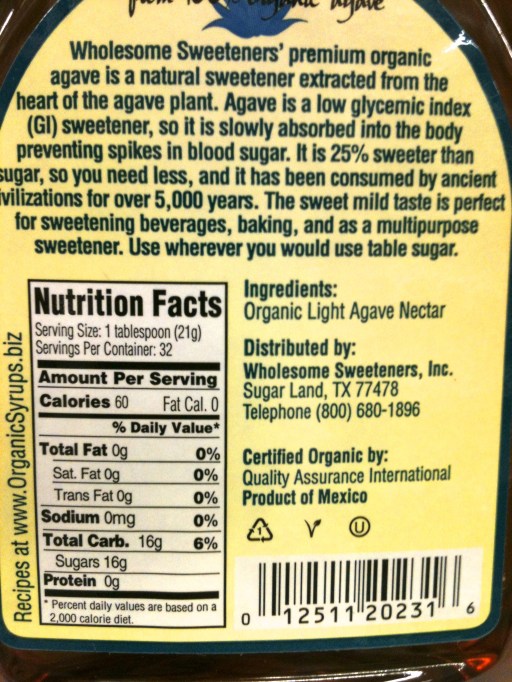 organic agave
Wholesome Sweeteners' premium organic
agave is a natural sweetener extracted from the
heart of the agave plant. Agave is a low glycemic index
(GI) sweetener, so it is slowly absorbed into the body
preventing spikes in blood sugar. It is 25% sweeter than
sugar, so you need less, and it has been consumed by ancient
ivilizations for over 5,000 years. The sweet mild taste is perfect
for sweetening beverages, baking, and as a multipurpose
sweetener. Use wherever you would use table sugar.
Recipes at www.OrganicSyrups.biz
Nutrition Facts
Serving Size: 1 tablespoon (21g)
Servings Per Container: 32
Amount Per Serving
Calories 60 Fat Cal. 0
% Daily Value*
Total Fat 0g 0%
Sat. Fat 0g 0%
Trans Fat 0g 0%
Sodium 0mg 0%
Total Carb. 16g 6%
Sugars 16g
Protein 0g
* Percent daily values are based on a
2,000 calorie diet.
Ingredients:
Organic Light Agave Nectar
Distributed by:
Wholesome Sweeteners, Inc.
Sugar Land, TX 77478
Telephone (800) 680-1896
Certified Organic by:
Quality Assurance International
Product of Mexico
1 V U
0 12511 20231 6